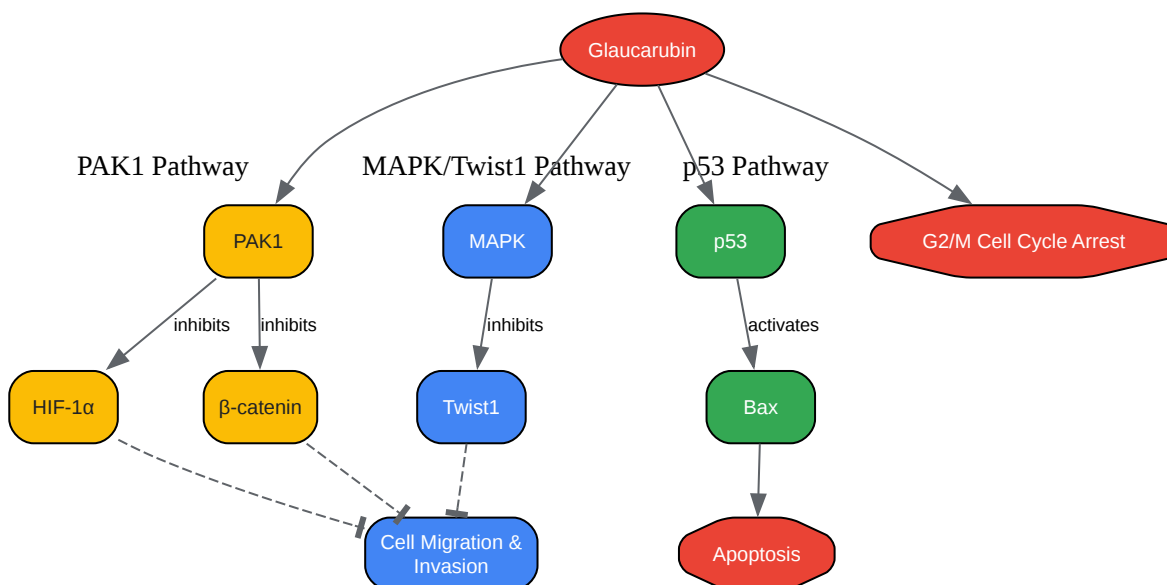 Glaucarubin
PAK1 Pathway
MAPK/Twist1 Pathway
p53 Pathway
PAK1
MAPK
p53
G2/M Cell Cycle Arrest
inhibits
inhibits
inhibits
activates
HIF-1α
β-catenin
Twist1
Bax
Cell Migration &
Invasion
Apoptosis